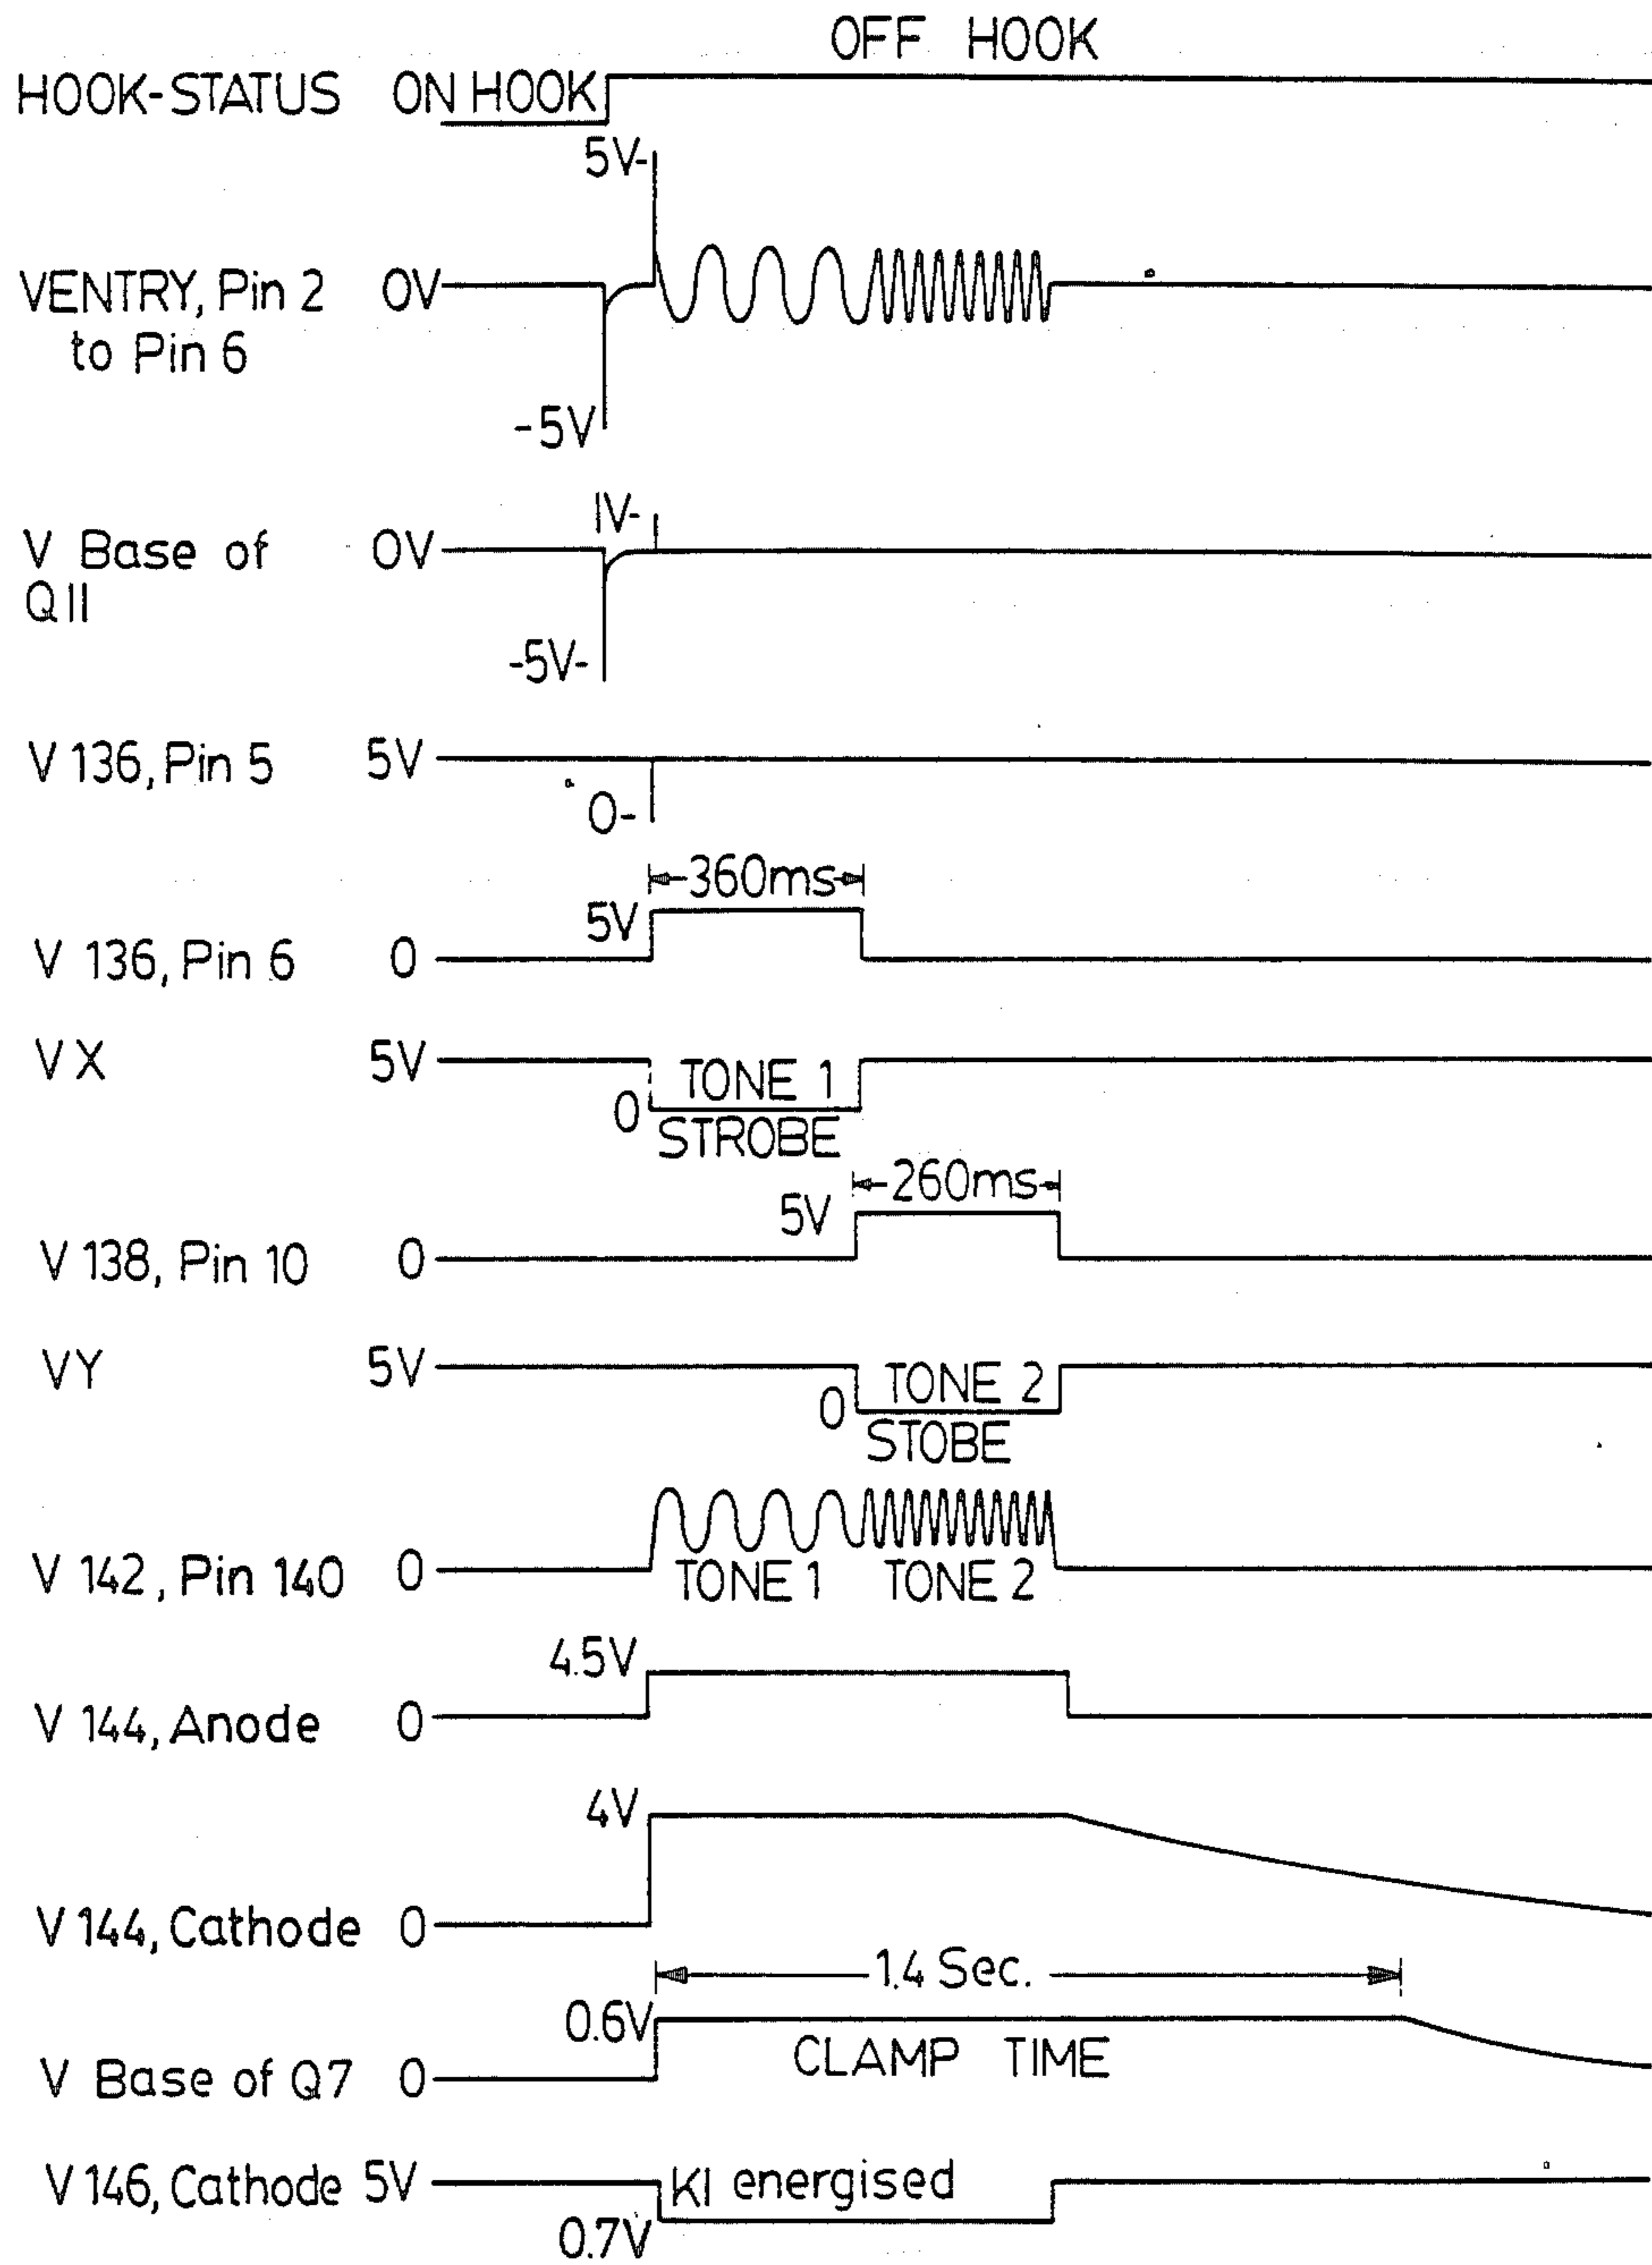 OFF HOOK
HOOK-STATUS ON HOOK
5V-
VENTRY, Pin 2 0V
to Pin 6
-5V
1V-
V Base of 0V
Q11
-5V-
V 136, Pin 5 5V
0-
360ms
5V
V 136, Pin 6 0
VX 5V
TONE 1
0
STROBE
260ms
5V
V 138, Pin 10 0
VY 5V
TONE 2
0
STOBE
V 142, Pin 140 0
TONE 1 TONE 2
4.5V
V 144, Anode 0
4V
V 144, Cathode 0
1.4 Sec.
0.6V
CLAMP TIME
V Base of Q7 0
V 146, Cathode 5V K1 energised
0.7V